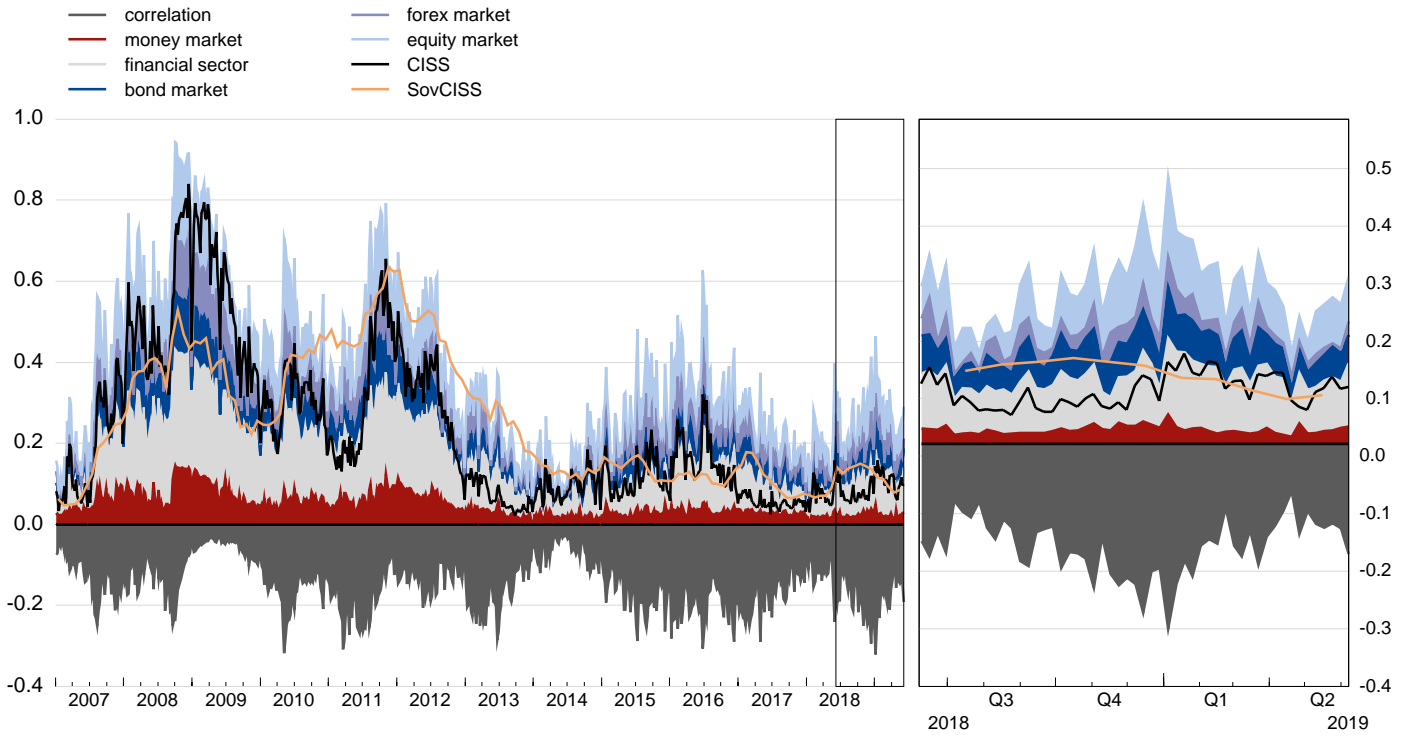 correlation
money market
financial sector
bond market
forex market
equity market
CISS
SovCISS
1.0
0.8
0.6
0.4
0.2
0.0
-0.2
-0.4
2007 2008 2009 2010 2011 2012 2013 2014 2015 2016 2017 2018
0.5
0.4
0.3
0.2
0.1
0.0
-0.1
-0.2
-0.3
-0.4
Q3 Q4 Q1 Q2
2018 2019